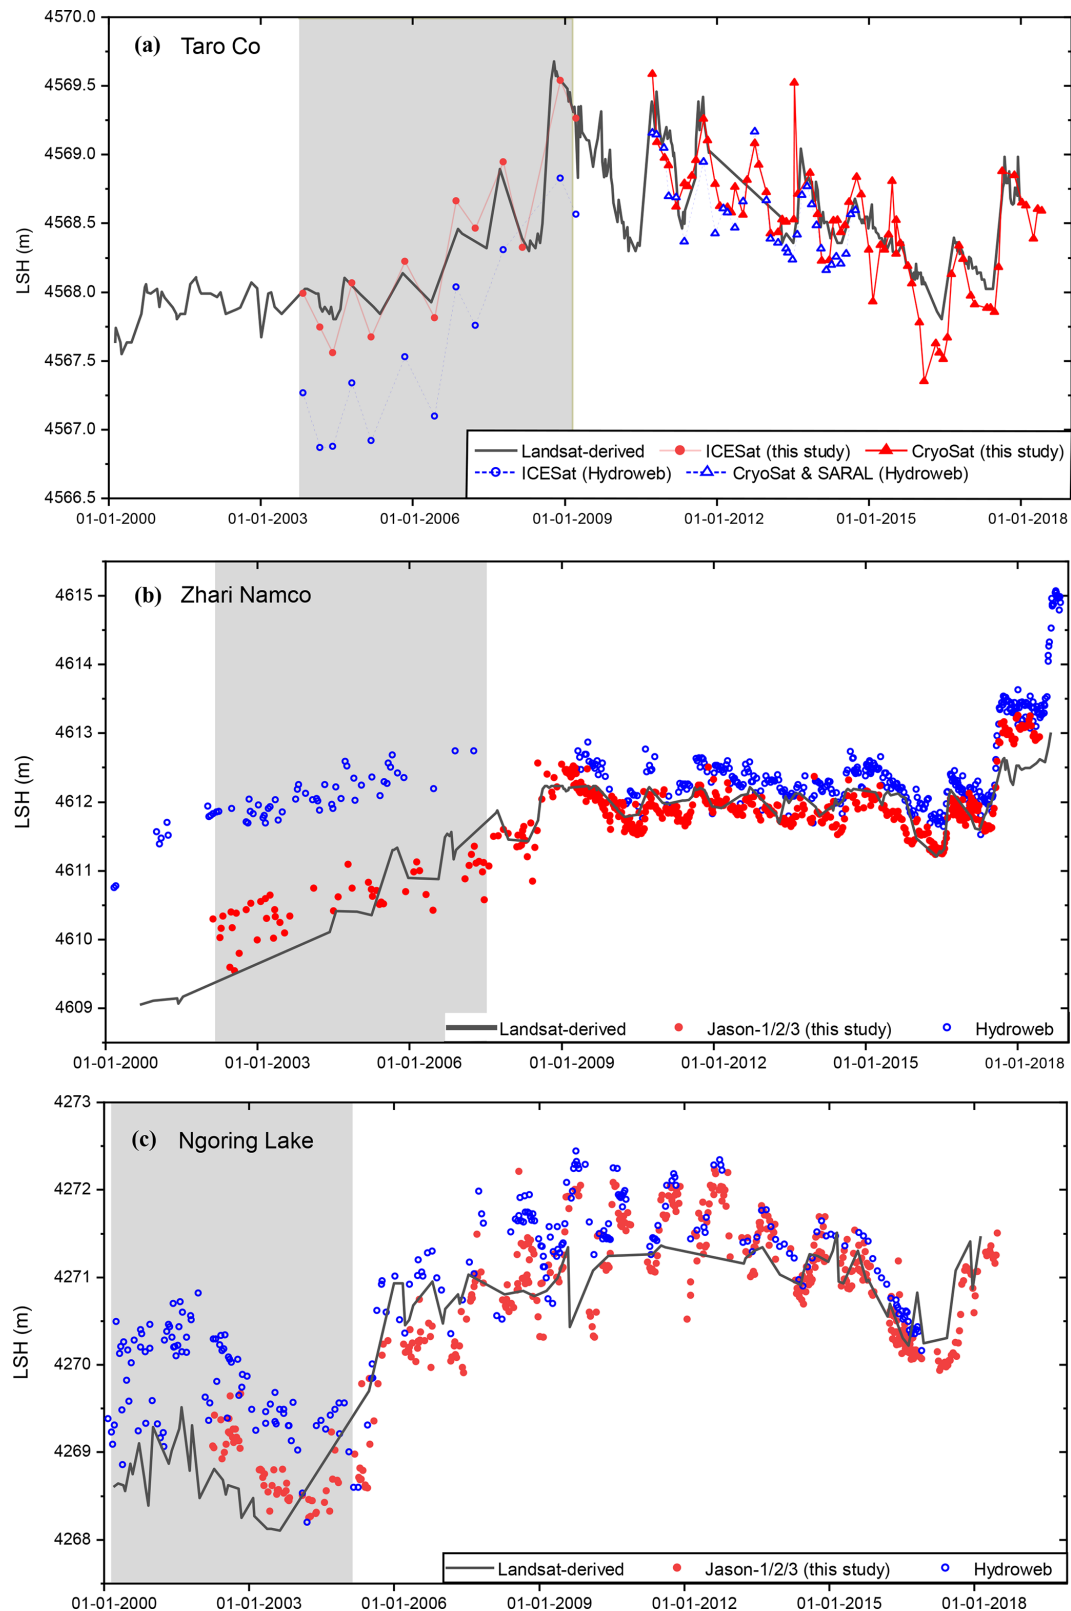 (a) Taro Co
LSH (m)
4570.0
4569.5
4569.0
4568.5
4568.0
4567.5
4567.0
4566.5
Landsat-derived ICESat (this study) CryoSat (this study)
ICESat (Hydroweb) CryoSat & SARAL (Hydroweb)
01-01-2000 01-01-2003 01-01-2006 01-01-2009 01-01-2012 01-01-2015 01-01-2018
(b) Zhari Namco
LSH (m)
4615
4614
4613
4612
4611
4610
4609
Landsat-derived Jason-1/2/3 (this study) Hydroweb
01-01-2000 01-01-2003 01-01-2006 01-01-2009 01-01-2012 01-01-2015 01-01-2018
(c) Ngoring Lake
LSH (m)
4273
4272
4271
4270
4269
4268
Landsat-derived Jason-1/2/3 (this study) Hydroweb
01-01-2000 01-01-2003 01-01-2006 01-01-2009 01-01-2012 01-01-2015 01-01-2018